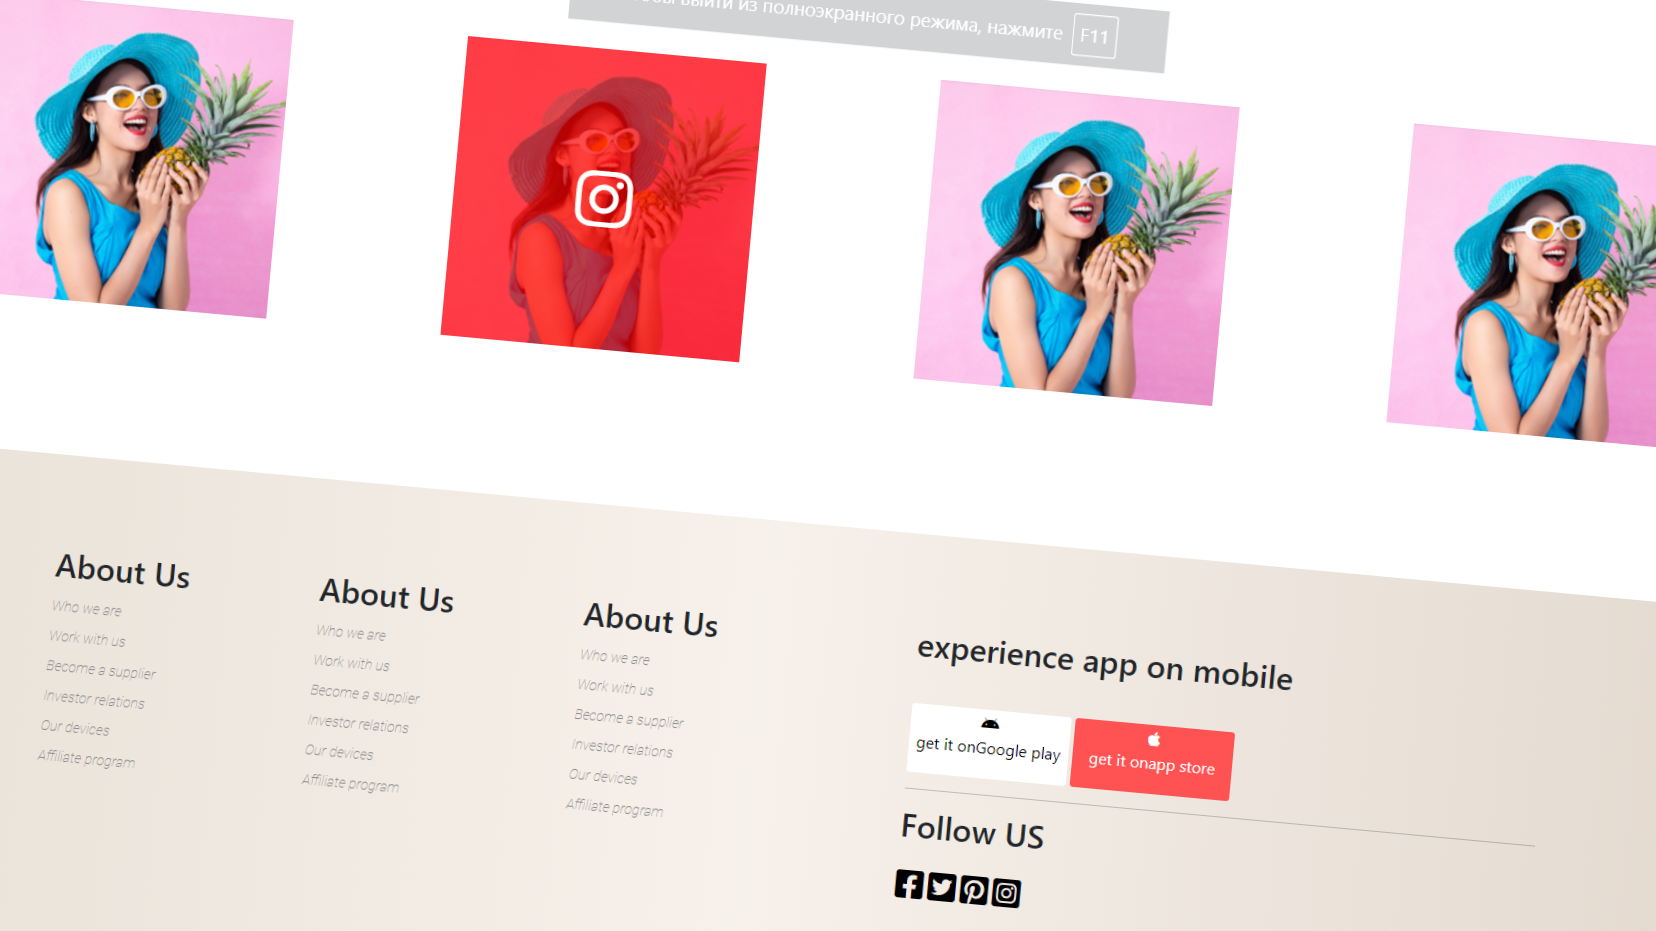 выйти из полноэкранного режима, нажмите F11
About Us
Who we are
Work with us
Become a supplier
Investor relations
Our devices
Affiliate program
About Us
Who we are
Work with us
Become a supplier
Investor relations
Our devices
Affiliate program
About Us
Who we are
Work with us
Become a supplier
Investor relations
Our devices
Affiliate program
experience app on mobile
get it onGoogle play
get it onapp store
Follow US